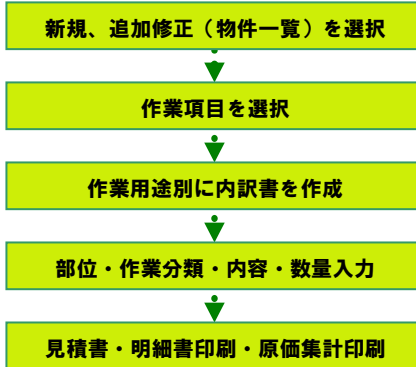 新規、追加修正（物件一覧）を選択
作業項目を選択
作業用途別に内訳書を作成
部位・作業分類・内容・数量入力
見積書・明細書印刷・原価集計印刷